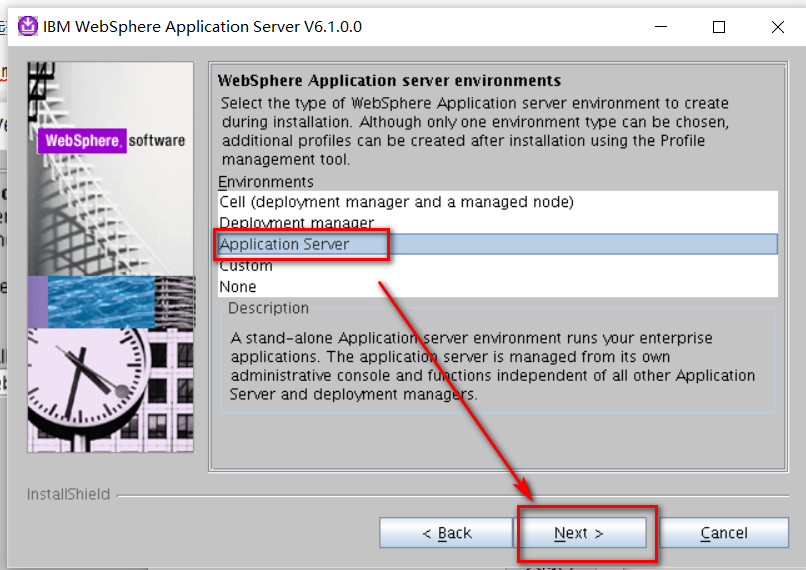 IBM WebSphere Application Server V6.1.0.0
WebSphere. software
WebSphere Application server environments
Select the type of WebSphere Application server environment to create
during installation. Although only one environment type can be chosen,
additional profiles can be created after installation using the Profile
management tool.
Environments
Cell (deployment manager and a managed node)
Deployment manager
Application Server
Custom
None
Description
A stand-alone Application server environment runs your enterprise
applications. The application server is managed from its own
administrative console and functions independent of all other Application
Server and deployment managers.
InstallShield
< Back
Next >
Cancel